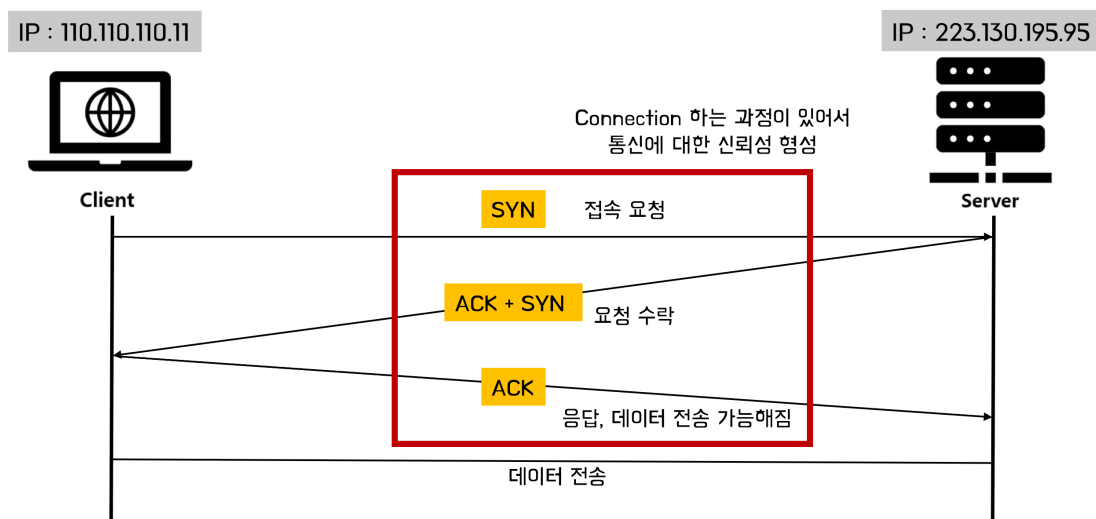 IP : 110.110.110.11
IP : 223.130.195.95
Connection 하는 과정이 있어서
통신에 대한 신뢰성 형성
Client
Server
SYN 접속 요청
ACK + SYN
요청 수락
ACK
응답, 데이터 전송 가능해짐
데이터 전송